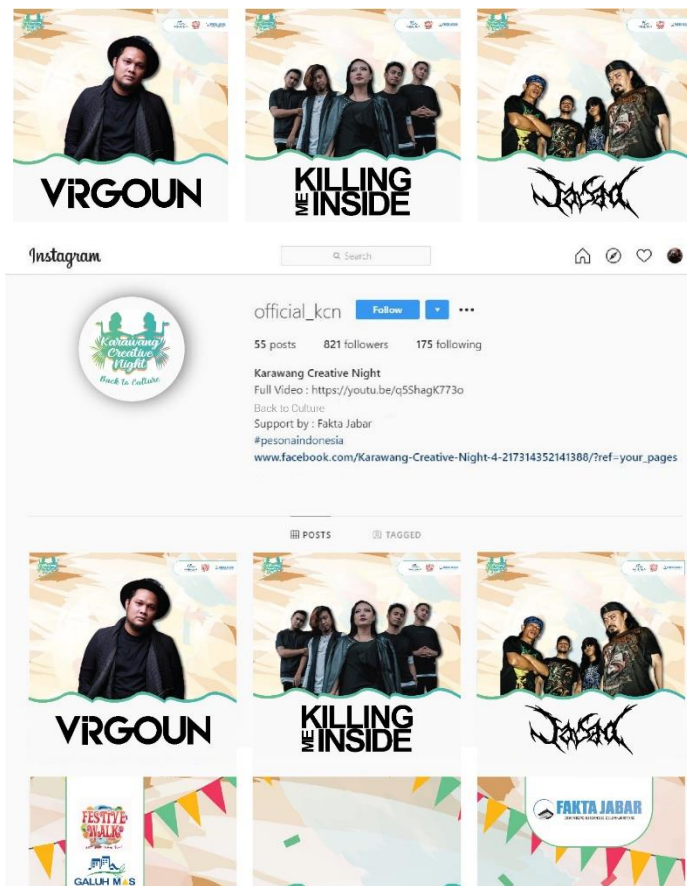 VIRGOUN
KILLING
ME INSIDE
Jasad
Instagram
Search
Karawang
Creative
Night
Back to Culture
official_kcn
Follow
55 posts 821 followers 175 following
Karawang Creative Night
Full Video : https://youtu.be/q5ShagK773o
Back to Culture
Support by : Fakta Jabar
#pesonaindonesia
www.facebook.com/Karawang-Creative-Night-4-217314352141388/?ref=your_pages
POSTS
TAGGED
VIRGOUN
KILLING
ME INSIDE
Jasad
FESTIVE
WALK
GALUH MAS
FAKTA JABAR